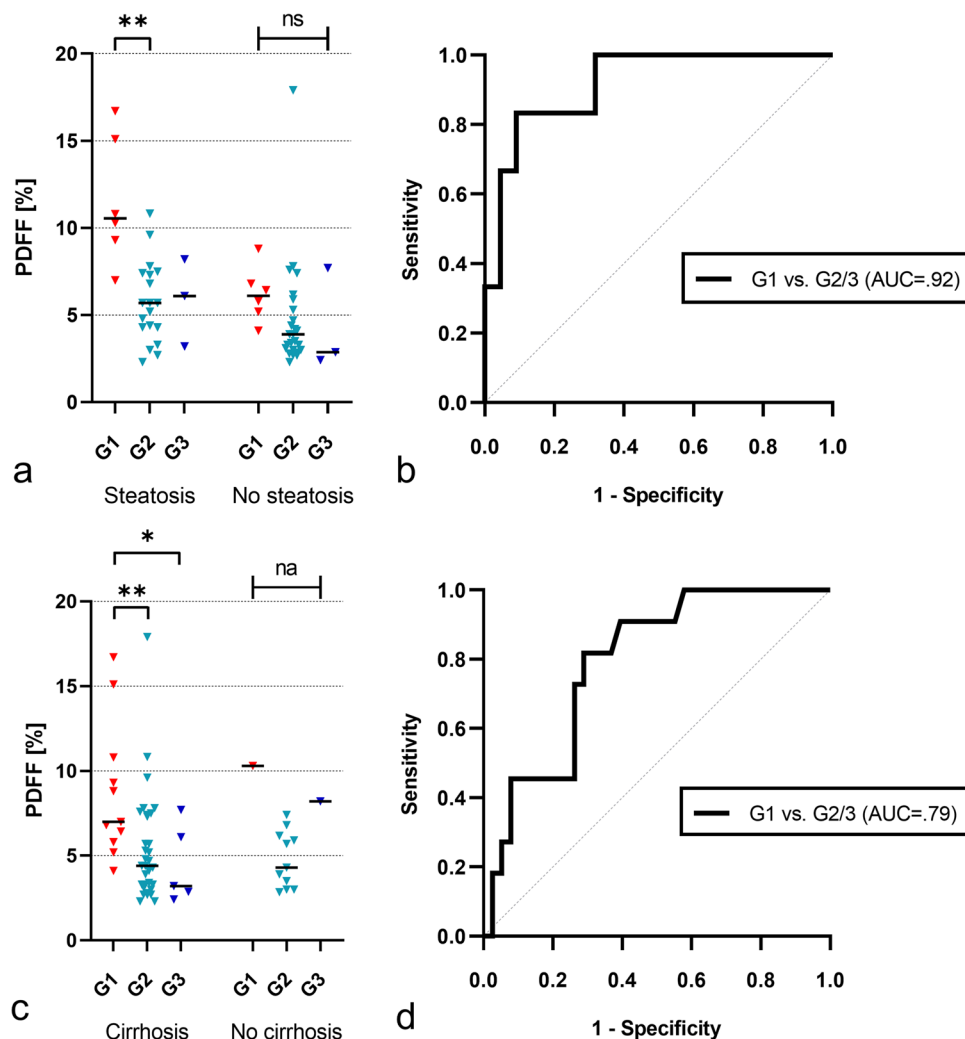 ** ns
20
15
10
5
0
PDFF [%]
G1 G2 G3 G1 G2 G3
Steatosis No steatosis
a
1.0
0.8
0.6
0.4
0.2
0.0
Sensitivity
G1 vs. G2/3 (AUC=.92)
0.0 0.2 0.4 0.6 0.8 1.0
1 - Specificity
b
*
** na
20
15
10
5
0
PDFF [%]
G1 G2 G3 G1 G2 G3
Cirrhosis No cirrhosis
c
1.0
0.8
0.6
0.4
0.2
0.0
Sensitivity
G1 vs. G2/3 (AUC=.79)
0.0 0.2 0.4 0.6 0.8 1.0
1 - Specificity
d